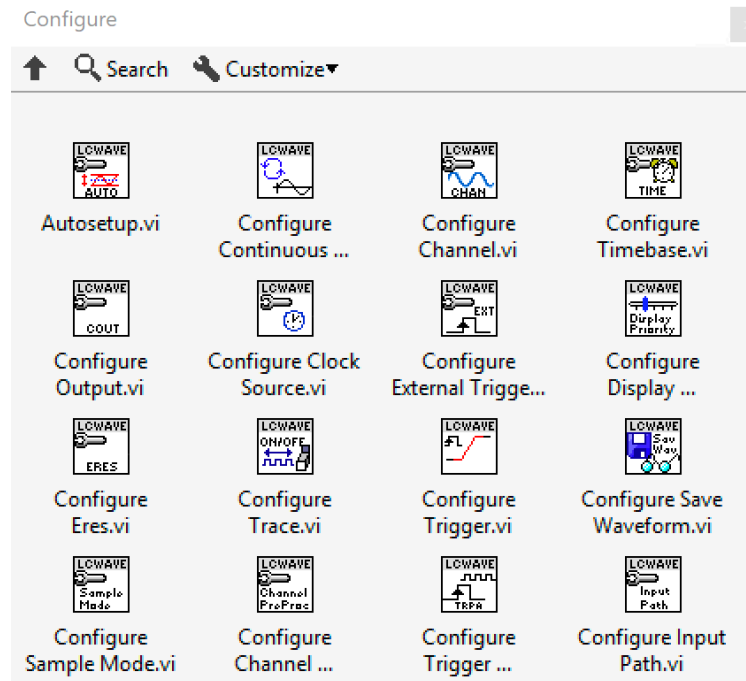 Configure
Search Customize▾
LCWAVE LCWAVE LCWAVE LCWAVE
AUTO CHAN TIME
Autosetup.vi Configure Configure Configure
Continuous ... Channel.vi Timebase.vi
LCWAVE LCWAVE LCWAVE LCWAVE
EXT Display
COUT Priority
Configure Configure Clock Configure Configure
Output.vi Source.vi External Trigge... Display ...
LCWAVE LCWAVE LCWAVE LCWAVE
ON/OFF Sav
ERES Wav
Configure Configure Configure Configure Save
Eres.vi Trace.vi Trigger.vi Waveform.vi
LCWAVE LCWAVE LCWAVE LCWAVE
Sample Channel Input
Mode PreProc TRPA Path
Configure Configure Configure Configure Input
Sample Mode.vi Channel ... Trigger ... Path.vi